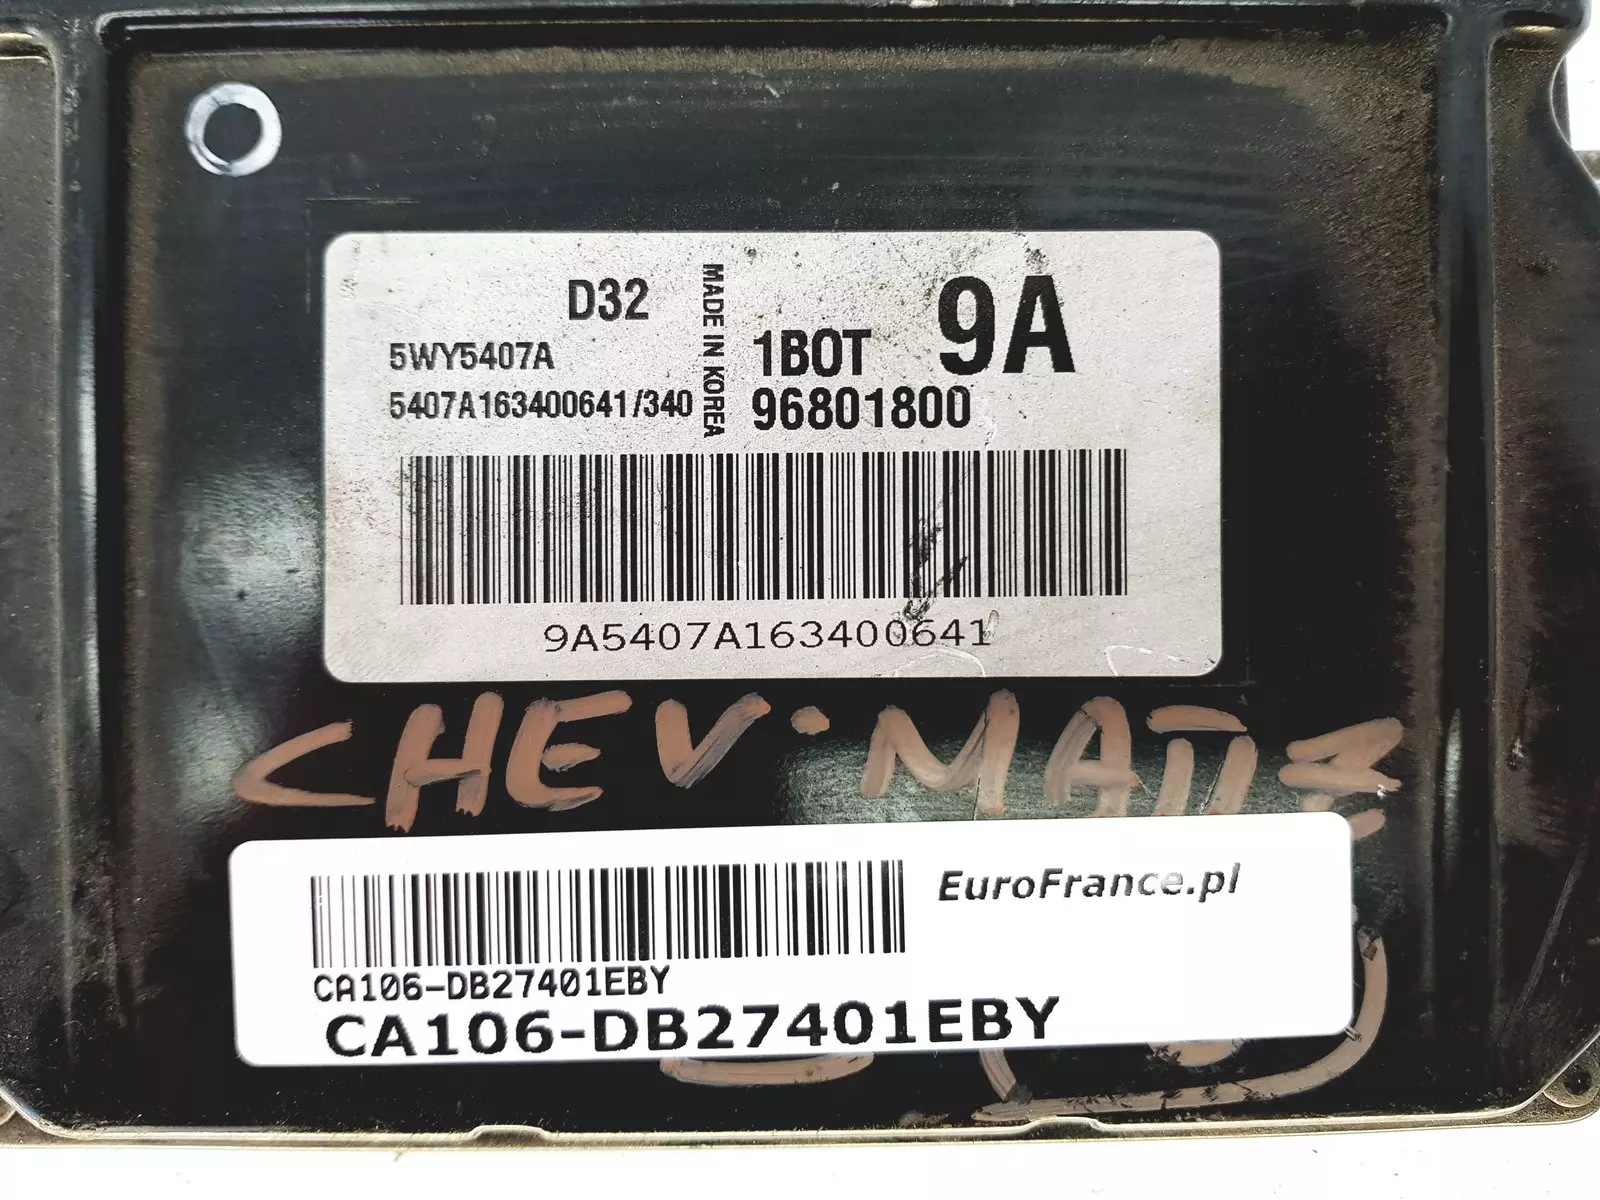 D32
MADE IN KOREA
1BOT
9A
5WY5407A
5407A163400641/340
96801800
9A5407A163400641
CHEV. MATIZ
EuroFrance.pl
CA106-DB27401EBY
CA106-DB27401EBY